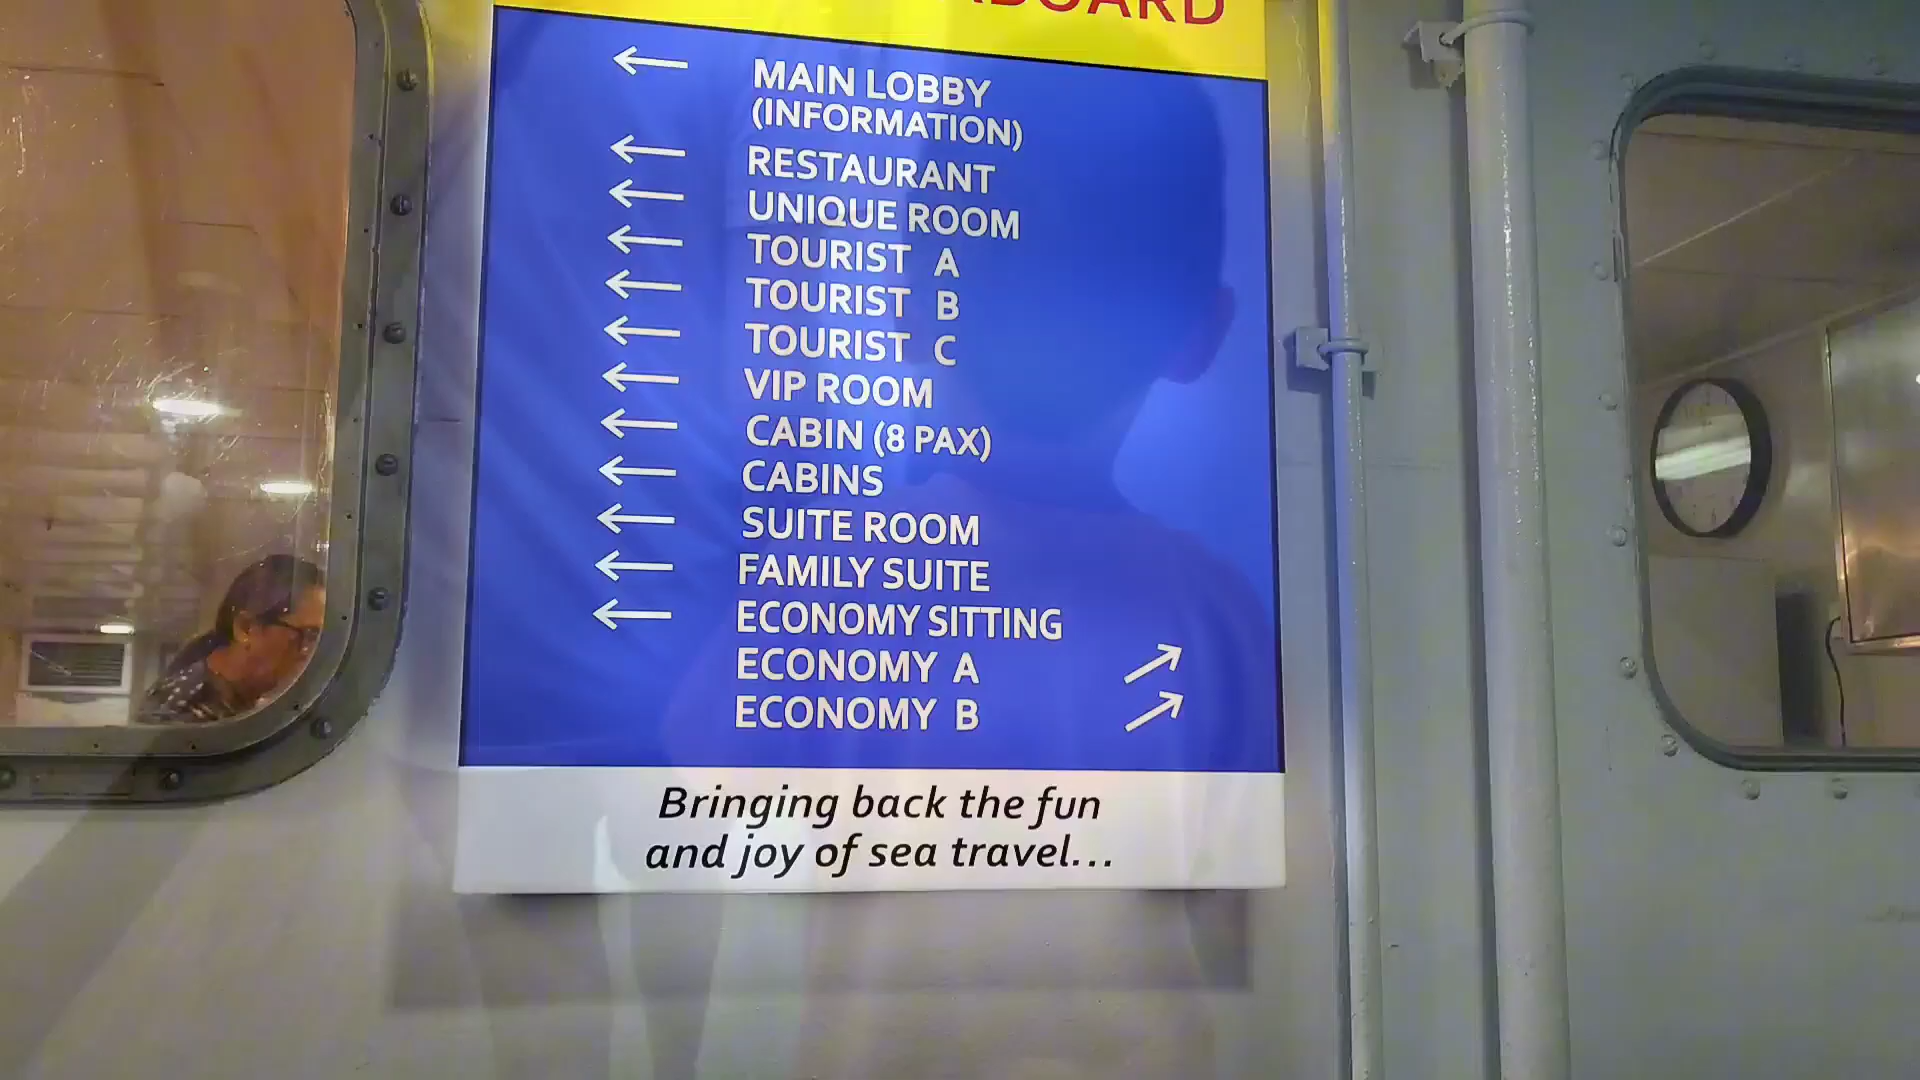 MAIN LOBBY
(INFORMATION)
RESTAURANT
UNIQUE ROOM
TOURIST A
TOURIST B
TOURIST C
VIP ROOM
CABIN (8 PAX)
CABINS
SUITE ROOM
FAMILY SUITE
ECONOMY SITTING
ECONOMY A
ECONOMY B
Bringing back the fun
and joy of sea travel...